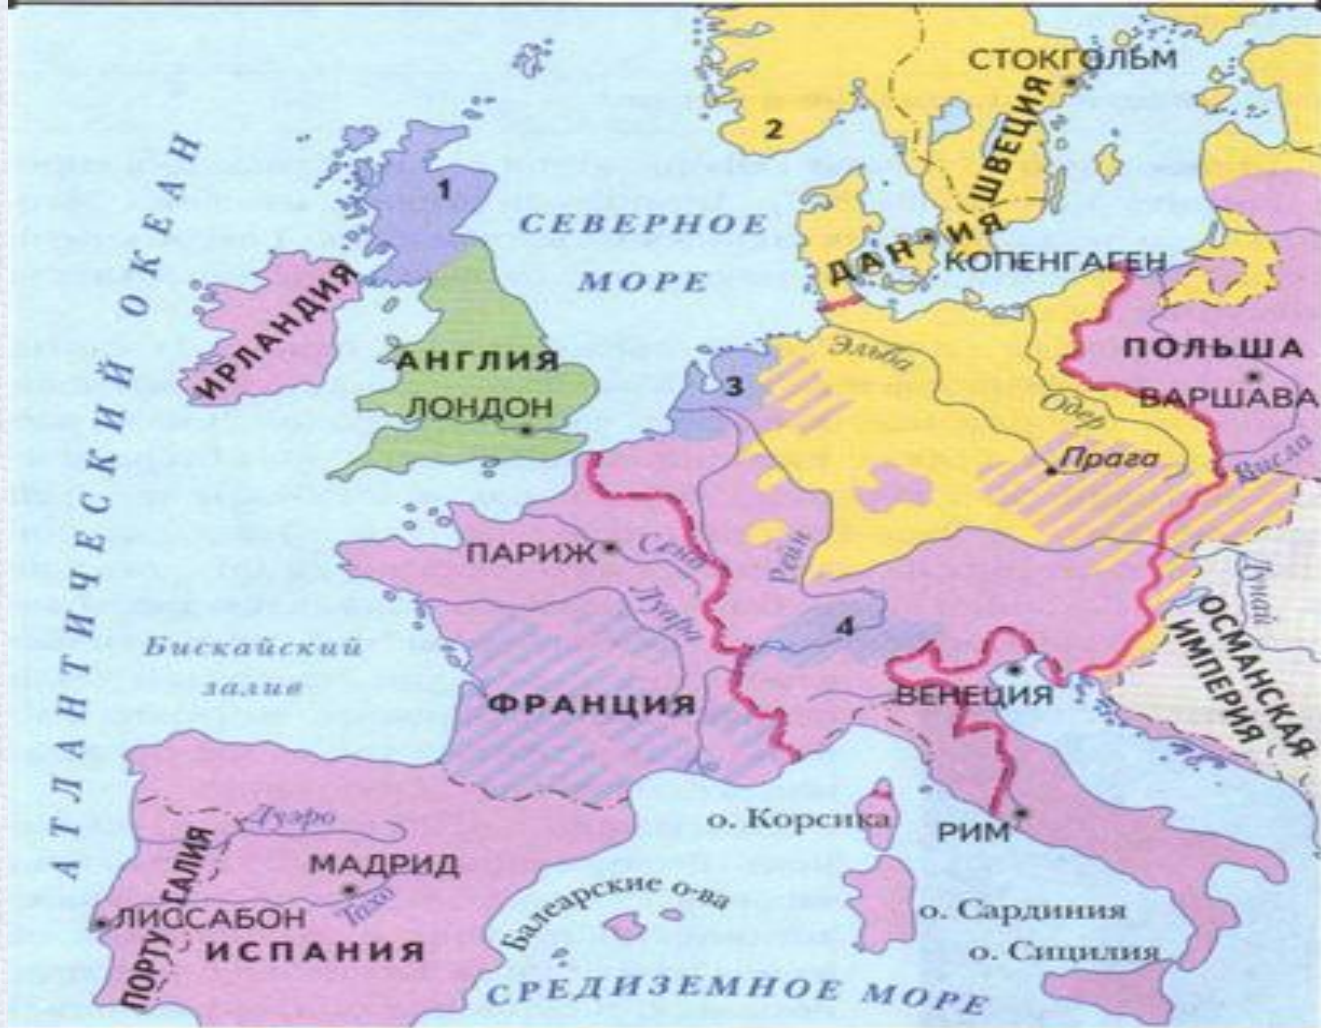 СТОКГОЛЬМ
ШВЕЦИЯ
2
1
СЕВЕРНОЕ
МОРЕ
ДАНИЯ
КОПЕНГАГЕН
АТЛАНТИЧЕСКИЙ ОКЕАН
ИРЛАНДИЯ
АНГЛИЯ
ЛОНДОН
3
Эльба
Одер
ПОЛЬША
ВАРШАВА
Висла
Прага
ПАРИЖ
Сена
Луара
Рейн
Дунай
4
Бискайский
залив
ФРАНЦИЯ
ВЕНЕЦИЯ
ОСМАНСКАЯ
ИМПЕРИЯ
Дуэро
МАДРИД
Тахо
ПОРТУГАЛИЯ
ЛИССАБОН
ИСПАНИЯ
о. Корсика
РИМ
Балеарские о-ва
о. Сардиния
о. Сицилия
СРЕДИЗЕМНОЕ МОРЕ